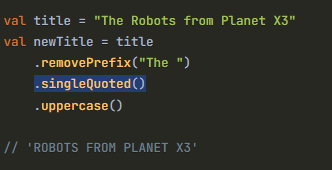 val title = "The Robots from Planet X3"
val newTitle = title
    .removePrefix("The ")
    .singleQuoted()
    .uppercase()

// 'ROBOTS FROM PLANET X3'